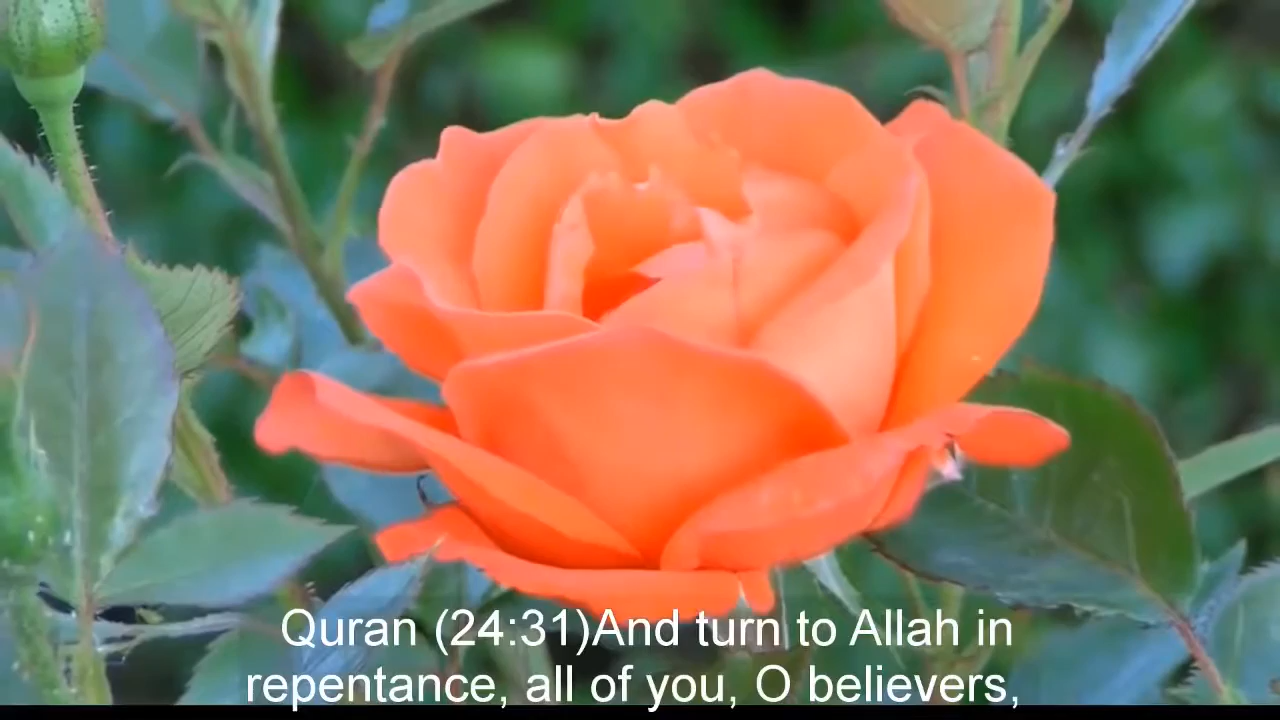 Quran (24:31)And turn to Allah in
repentance, all of you, O believers,